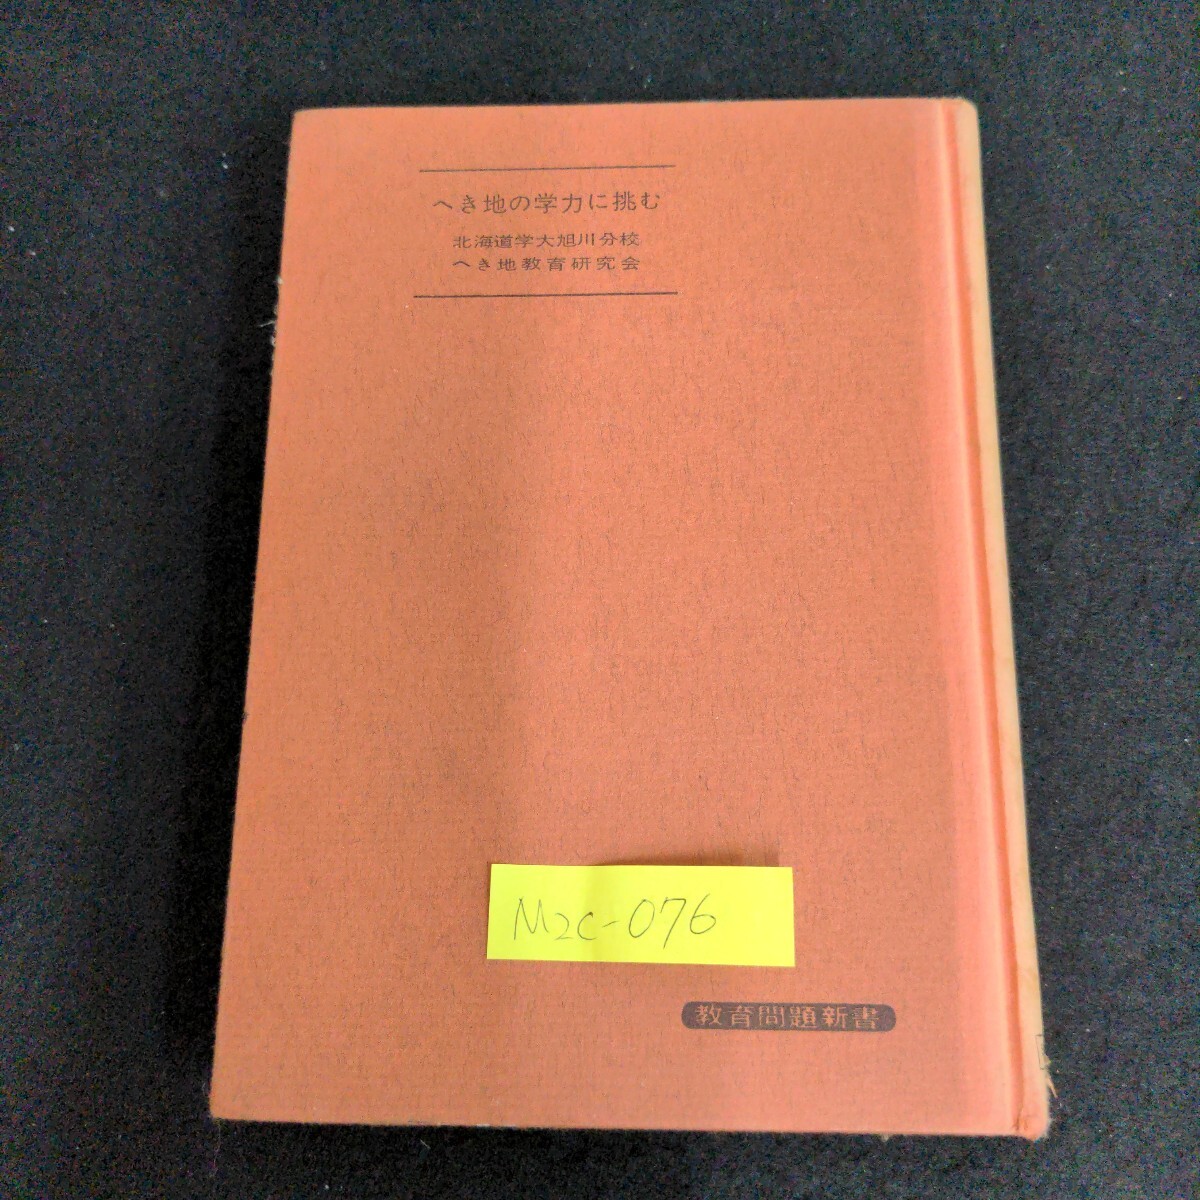 へき地の学力に挑む
北海道学大旭川分校
へき地教育研究会
M2C-076
教育問題新書